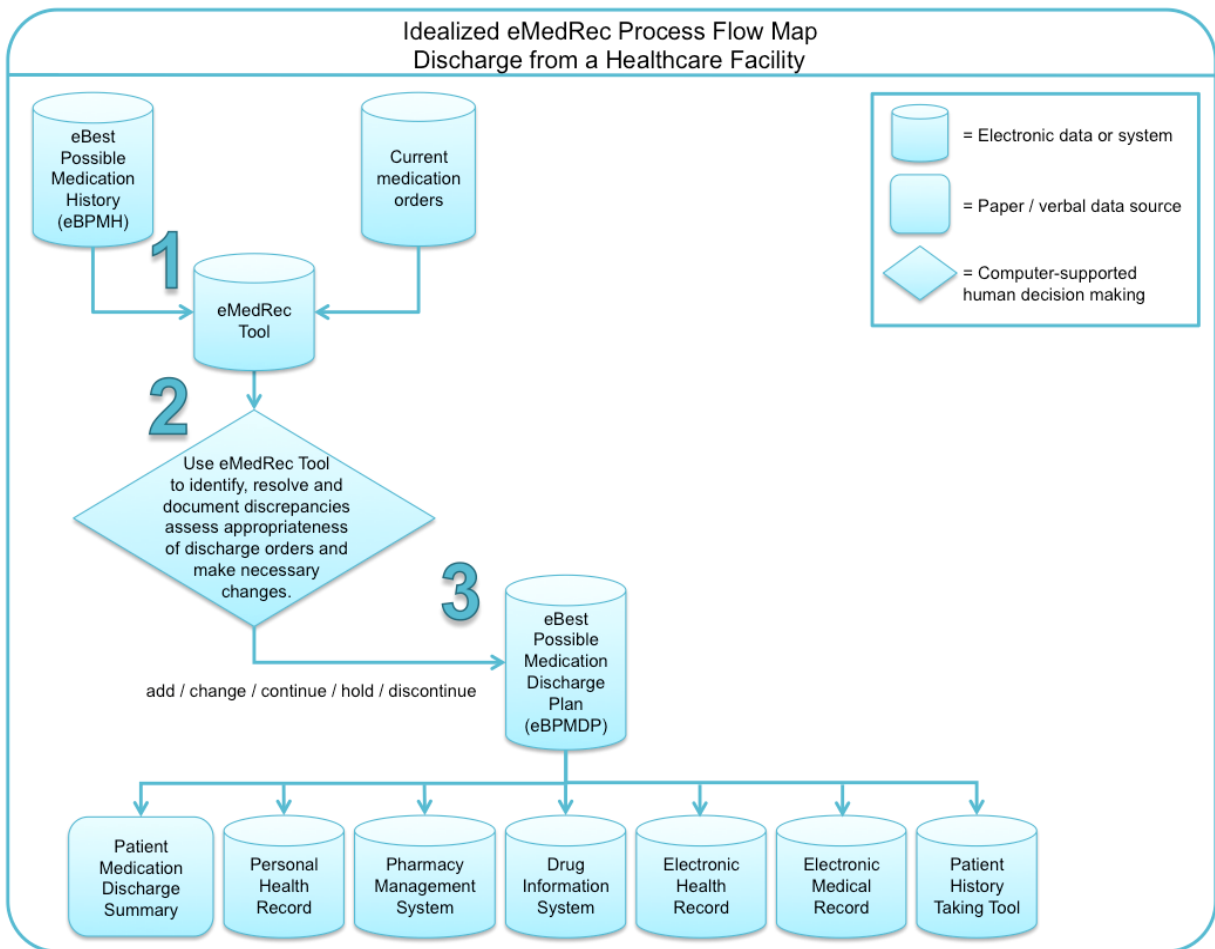 Idealized eMedRec Process Flow Map
Discharge from a Healthcare Facility
eBest
Possible
Medication
History
(eBPMH)
Current
medication
orders
= Electronic data or system
= Paper / verbal data source
= Computer-supported
human decision making
1
eMedRec
Tool
2
Use eMedRec Tool
to identify, resolve and
document discrepancies
assess appropriateness
of discharge orders and
make necessary
changes.
3
eBest
Possible
Medication
Discharge
Plan
(eBPMDP)
add / change / continue / hold / discontinue
Patient
Medication
Discharge
Summary
Personal
Health
Record
Pharmacy
Management
System
Drug
Information
System
Electronic
Health
Record
Electronic
Medical
Record
Patient
History
Taking Tool